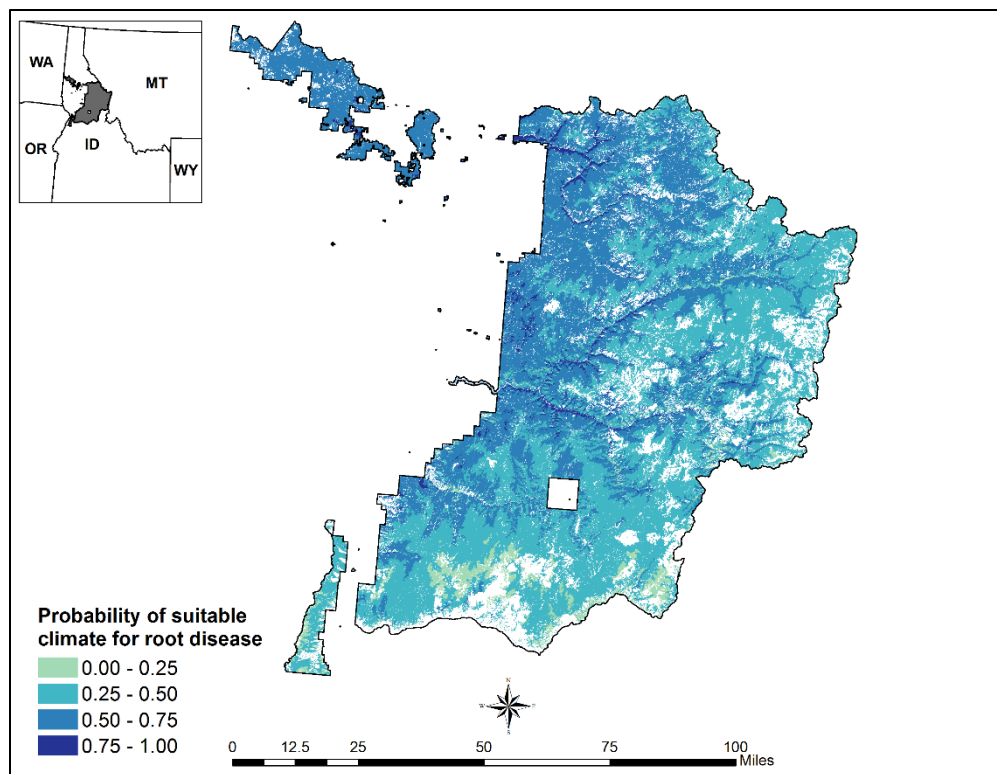 WA
MT
OR
ID
WY
Probability of suitable
climate for root disease
0.00 - 0.25
0.25 - 0.50
0.50 - 0.75
0.75 - 1.00
N
W
E
S
0 12.5 25 50 75 100
Miles